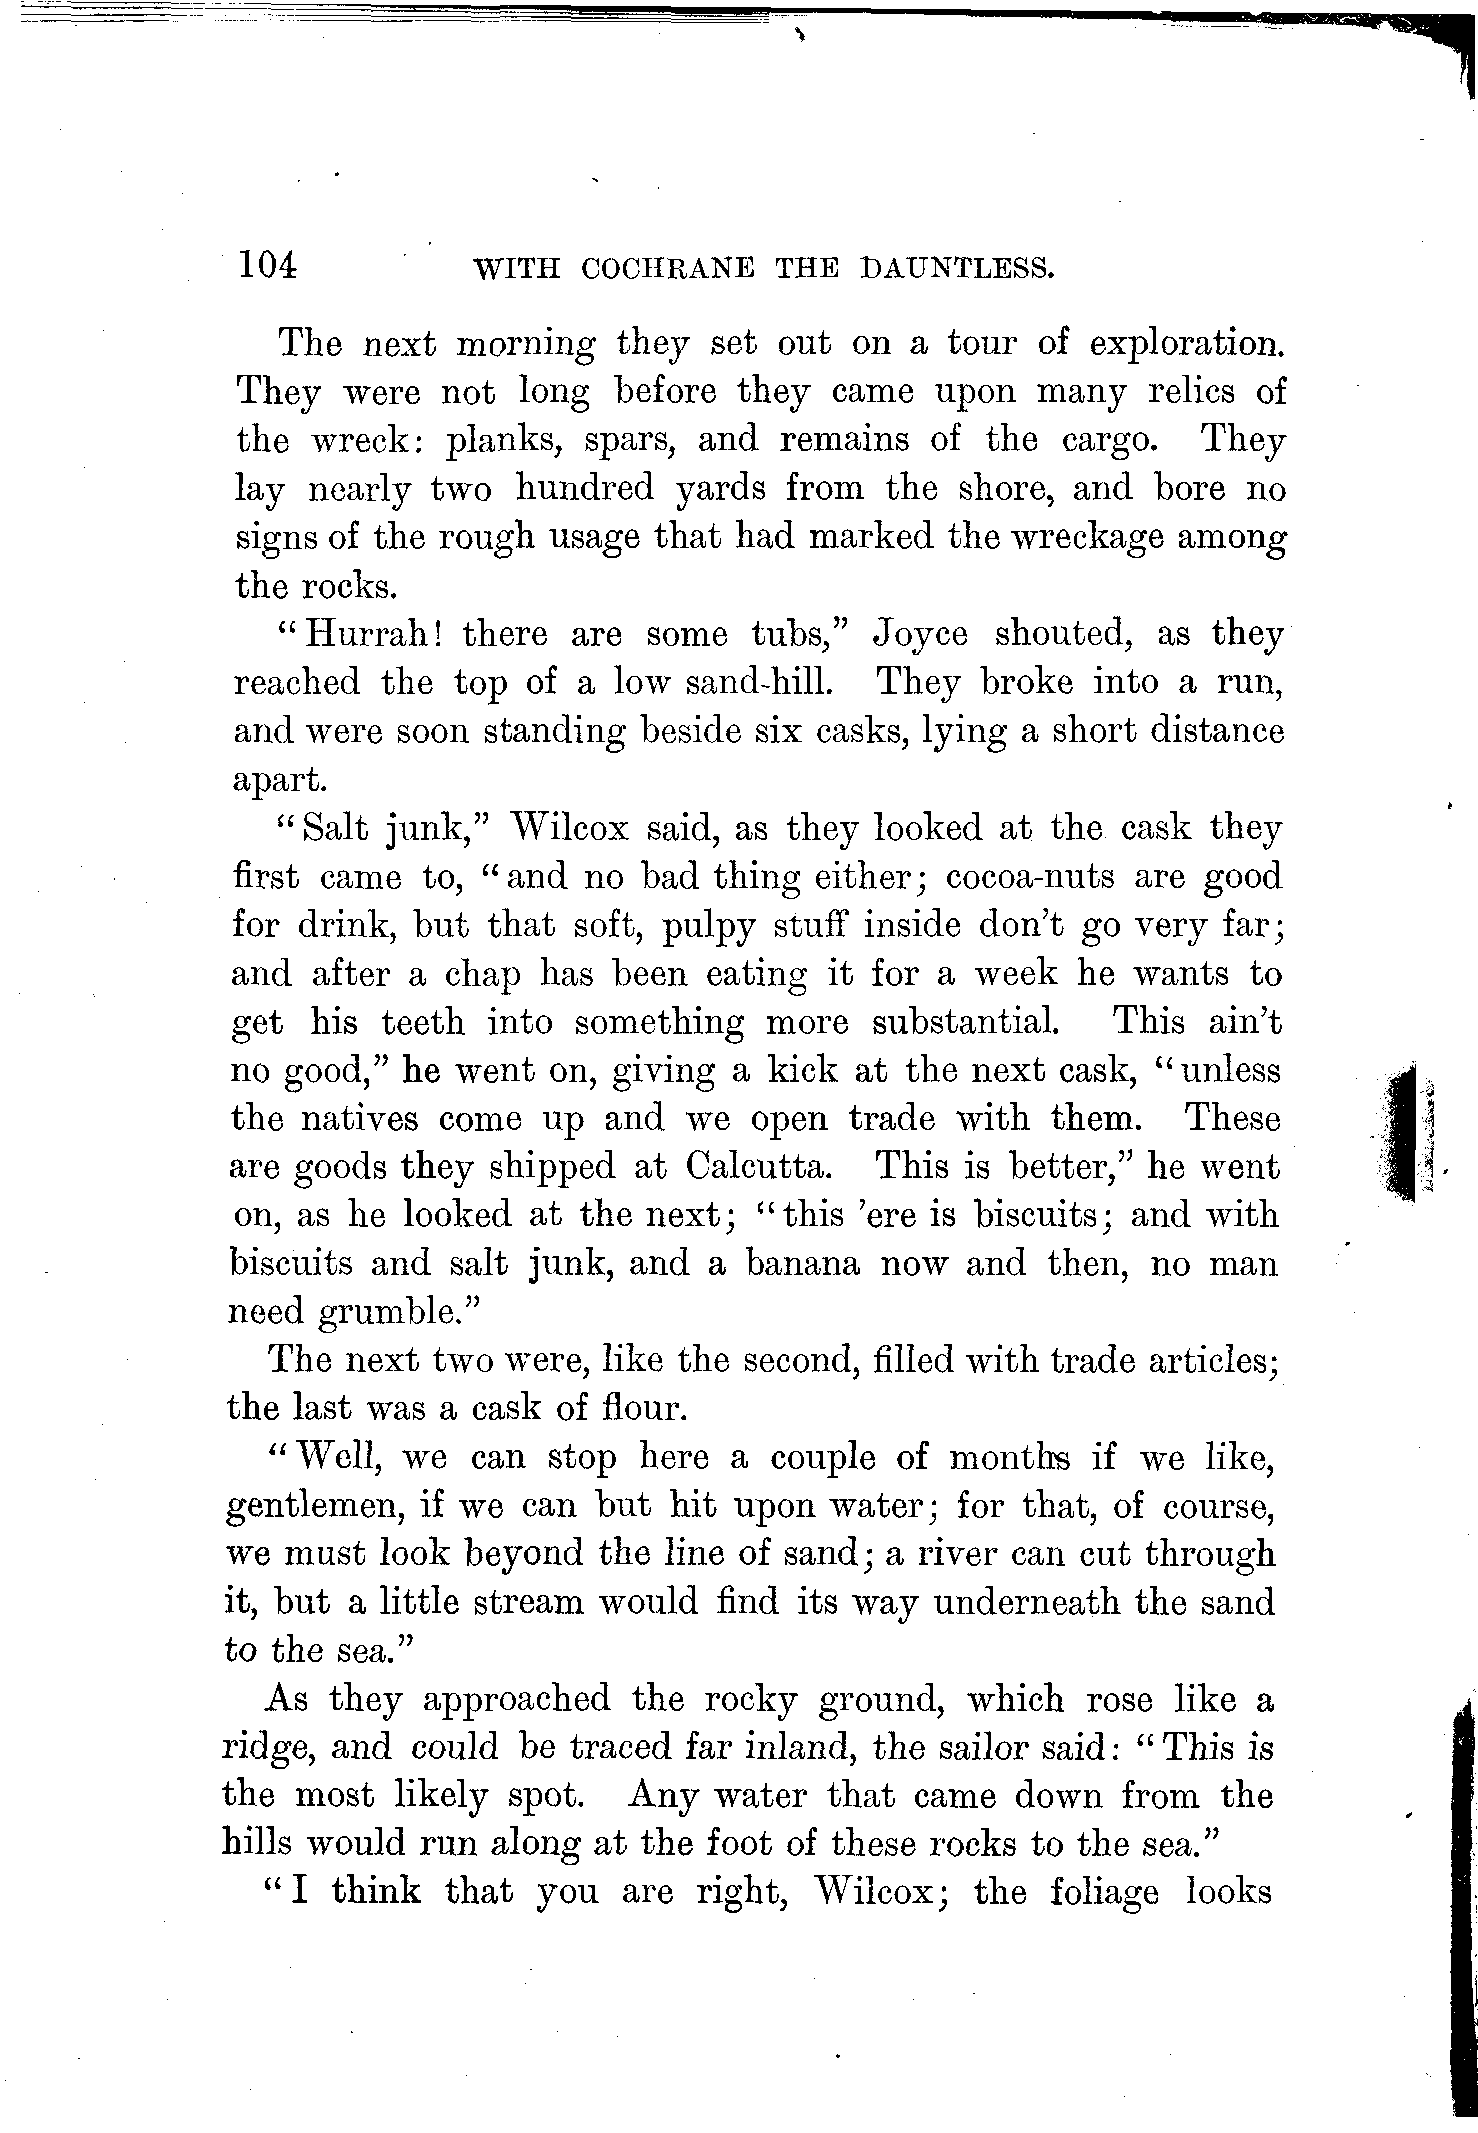 104 WITH COCHRANE THE DAUNTLESS.
The next morning they set out on a tour of exploration.
They were not long before they came upon many relics of
the wreck: planks, spars, and remains of the cargo. They
lay nearly two hundred yards from the shore, and bore no
signs of the rough usage that had marked the wreckage among
the rocks.
“Hurrah! there are some tubs,” Joyce shouted, as they
reached the top of a low sand-hill. They broke into a run,
and were soon standing beside six casks, lying a short distance
apart.
“Salt junk,” Wilcox said, as they looked at the cask they
first came to, “and no bad thing either; cocoa-nuts are good
for drink, but that soft, pulpy stuff inside don’t go very far;
and after a chap has been eating it for a week he wants to
get his teeth into something more substantial. This ain’t
no good,” he went on, giving a kick at the next cask, “unless
the natives come up and we open trade with them. These
are goods they shipped at Calcutta. This is better,” he went
on, as he looked at the next; “this ’ere is biscuits; and with
biscuits and salt junk, and a banana now and then, no man
need grumble.”
The next two were, like the second, filled with trade articles;
the last was a cask of flour.
“Well, we can stop here a couple of months if we like,
gentlemen, if we can but hit upon water; for that, of course,
we must look beyond the line of sand; a river can cut through
it, but a little stream would find its way underneath the sand
to the sea.”
As they approached the rocky ground, which rose like a
ridge, and could be traced far inland, the sailor said: “This is
the most likely spot. Any water that came down from the
hills would run along at the foot of these rocks to the sea.”
“I think that you are right, Wilcox; the foliage looks